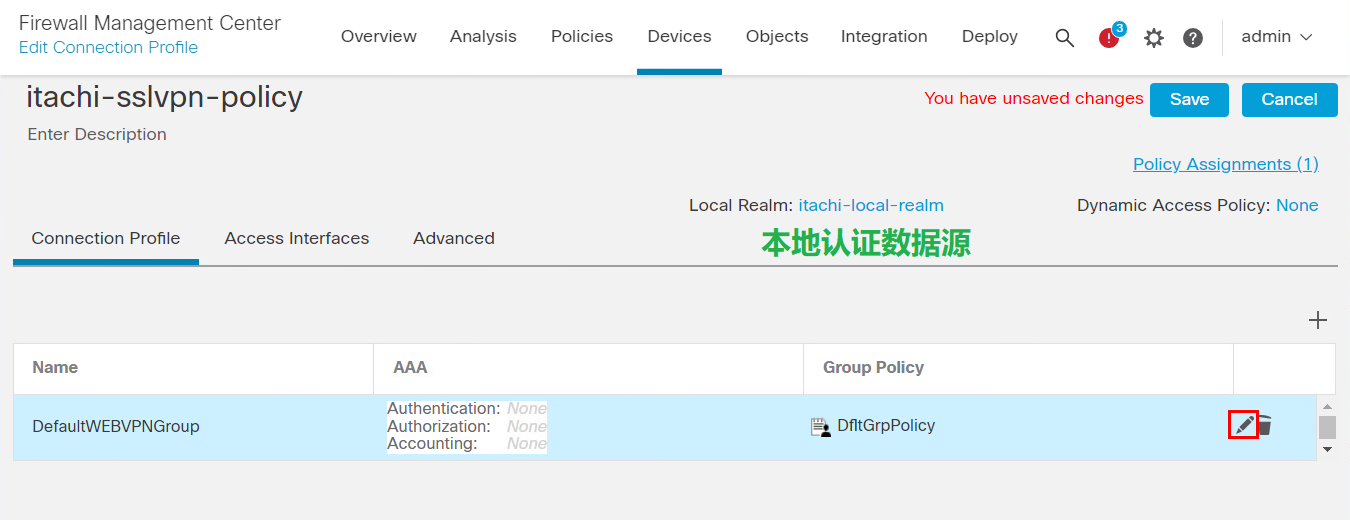 Firewall Management Center
Edit Connection Profile
Overview Analysis Policies Devices Objects Integration Deploy 3 admin
itachi-sslvpn-policy
You have unsaved changes Save Cancel
Enter Description
Policy Assignments (1)
Local Realm: itachi-local-realm Dynamic Access Policy: None
Connection Profile Access Interfaces Advanced
本地认证数据源
Name AAA Group Policy
DefaultWEBVPNGroup
Authentication: None
Authorization: None
Accounting: None
DfltGrpPolicy